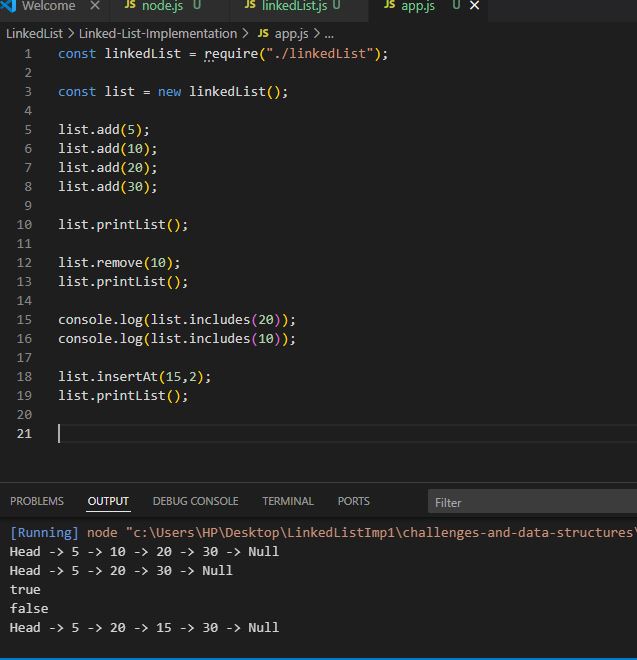 Welcome JS node.js U JS linkedList.js U JS app.js U
LinkedList > Linked-List-Implementation > JS app.js > ...
1 const linkedList = require("./linkedList");
2
3 const list = new linkedList();
4
5 list.add(5);
6 list.add(10);
7 list.add(20);
8 list.add(30);
9
10 list.printList();
11
12 list.remove(10);
13 list.printList();
14
15 console.log(list.includes(20));
16 console.log(list.includes(10));
17
18 list.insertAt(15,2);
19 list.printList();
20
21
PROBLEMS OUTPUT DEBUG CONSOLE TERMINAL PORTS Filter
[Running] node "c:\Users\HP\Desktop\LinkedListImp1\challenges-and-data-structures\
Head -> 5 -> 10 -> 20 -> 30 -> Null
Head -> 5 -> 20 -> 30 -> Null
true
false
Head -> 5 -> 20 -> 15 -> 30 -> Null